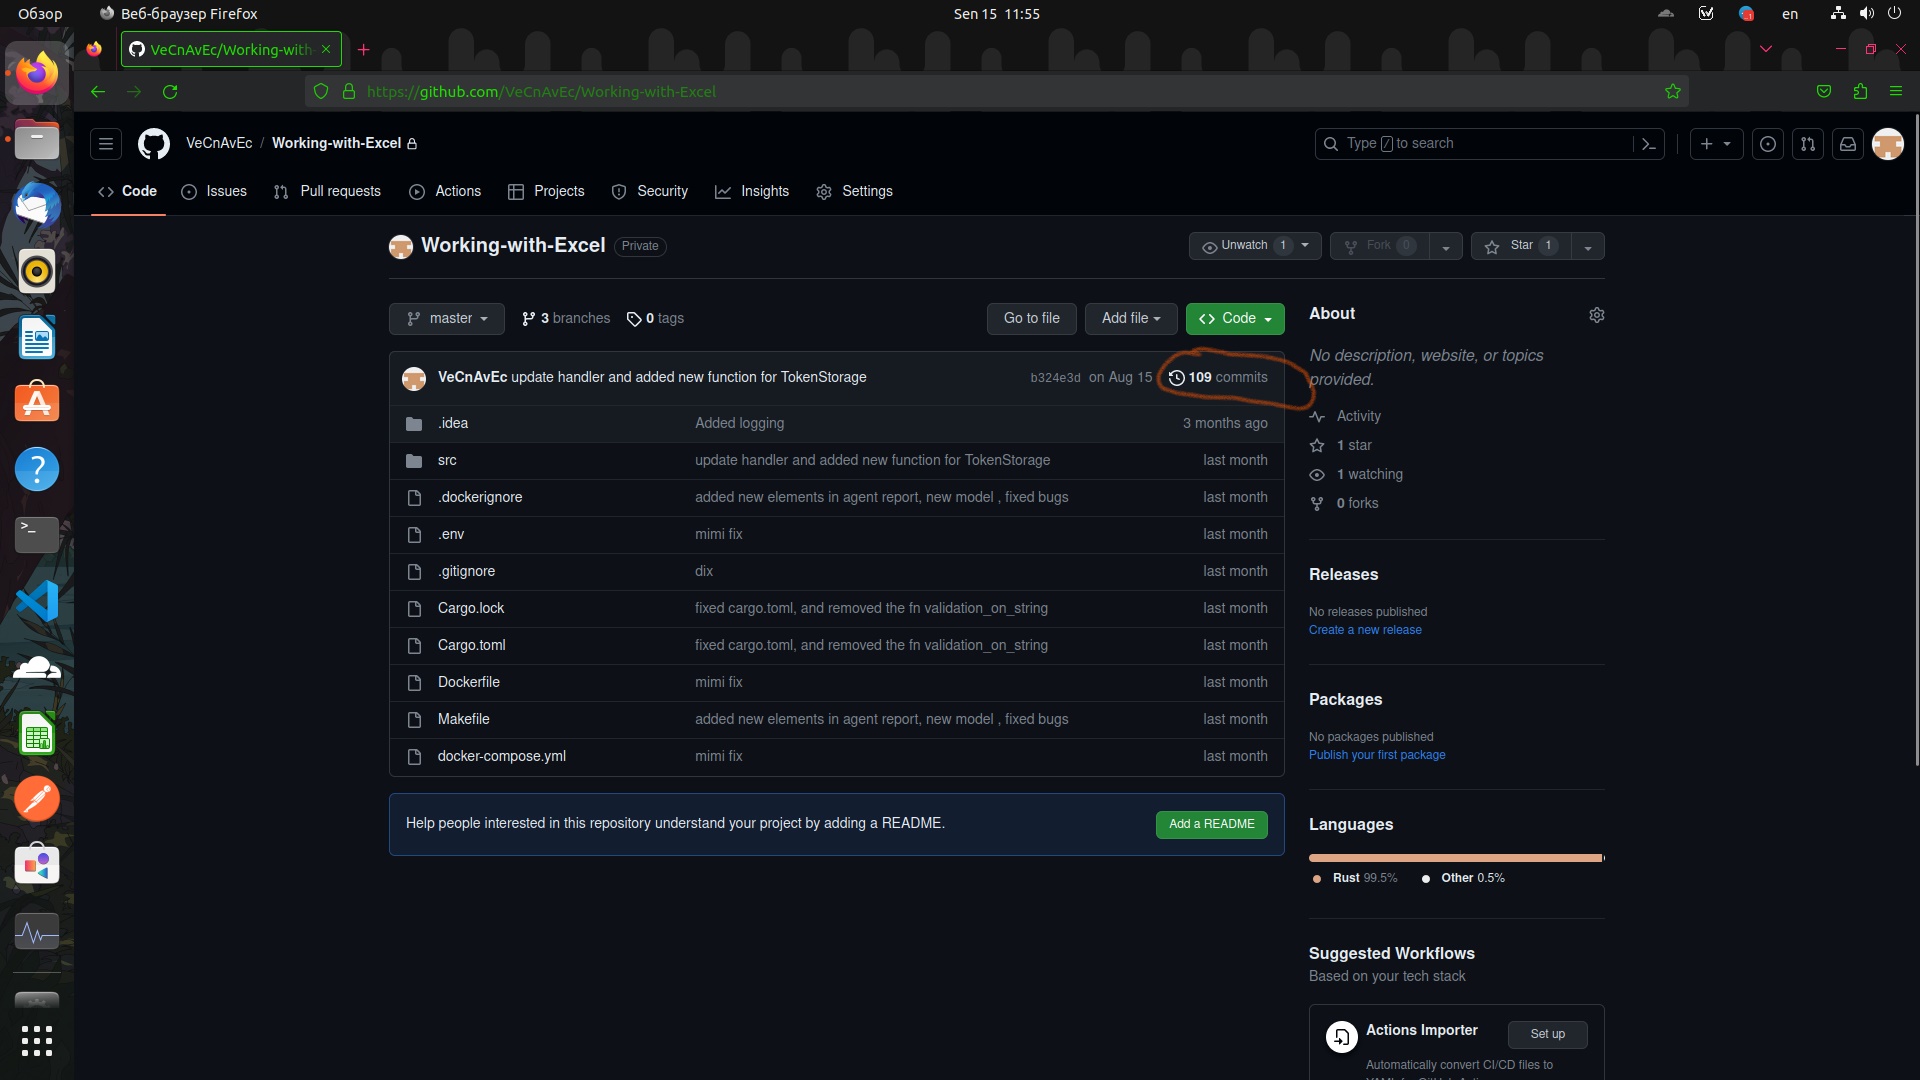 Обзор
Веб-браузер Firefox
Sen 15 11:55
en
VeCnAvEc/Working-with-
https://github.com/VeCnAvEc/Working-with-Excel
VeCnAvEc / Working-with-Excel
Type / to search
Code
Issues
Pull requests
Actions
Projects
Security
Insights
Settings
Working-with-Excel
Private
Unwatch 1
Fork 0
Star 1
master
3 branches
0 tags
Go to file
Add file
Code
VeCnAvEc update handler and added new function for TokenStorage
b324e3d on Aug 15
109 commits
.idea Added logging 3 months ago
src update handler and added new function for TokenStorage last month
.dockerignore added new elements in agent report, new model , fixed bugs last month
.env mimi fix last month
.gitignore dix last month
Cargo.lock fixed cargo.toml, and removed the fn validation_on_string last month
Cargo.toml fixed cargo.toml, and removed the fn validation_on_string last month
Dockerfile mimi fix last month
Makefile added new elements in agent report, new model , fixed bugs last month
docker-compose.yml mimi fix last month
Help people interested in this repository understand your project by adding a README.
Add a README
About
No description, website, or topics
provided.
Activity
1 star
1 watching
0 forks
Releases
No releases published
Create a new release
Packages
No packages published
Publish your first package
Languages
Rust 99.5%
Other 0.5%
Suggested Workflows
Based on your tech stack
Actions Importer
Set up
Automatically convert CI/CD files to